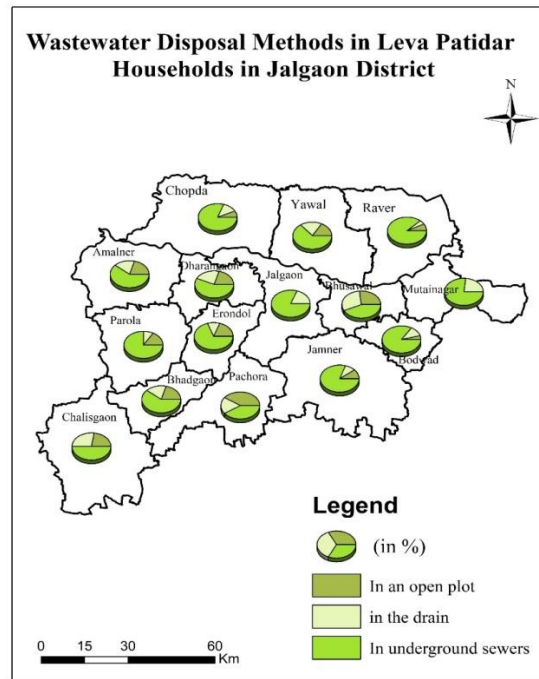 Wastewater Disposal Methods in Leva Patidar
Households in Jalgaon District
N
Chopda
Yawal
Raver
Amalner
Dharangaon
Jalgaon
Bhusawal
Mutainagar
Parola
Erondol
Bodwad
Jamner
Bhadgaon
Pachora
Chalisgaon
Legend
(in %)
In an open plot
in the drain
In underground sewers
0 15 30 60
Km